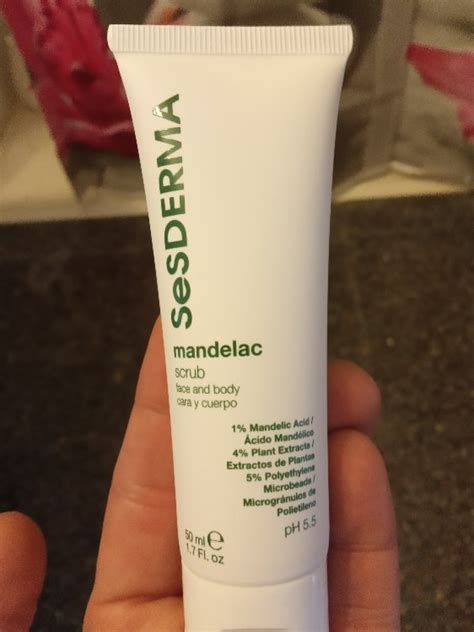 SeSDERMA
mandelac
scrub
face and body
cara y cuerpo
1% Mandelic Acid /
Ácido Mandélico
4% Plant Extracts /
Extractos de Plantas
5% Polyethylene
Microbeads /
Microgránulos de
Polietileno
pH 5.5
50 ml ℮
1.7 Fl. oz